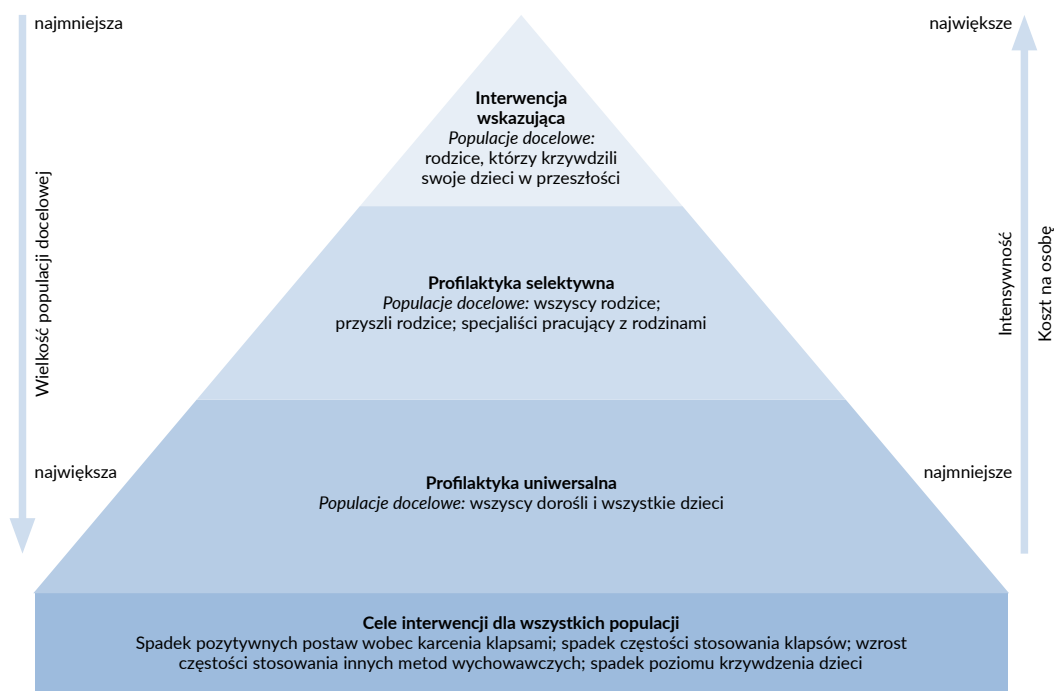 najmniejsza
największe
Interwencja
wskazująca
Populacje docelowe:
rodzice, którzy krzywdzili
swoje dzieci w przeszłości
Wielkość populacji docelowej
Intensywność
Koszt na osobę
Profilaktyka selektywna
Populacje docelowe: wszyscy rodzice;
przyszli rodzice; specjaliści pracujący z rodzinami
największa
najmniejsze
Profilaktyka uniwersalna
Populacje docelowe: wszyscy dorośli i wszystkie dzieci
Cele interwencji dla wszystkich populacji
Spadek pozytywnych postaw wobec karcenia klapsami; spadek częstości stosowania klapsów; wzrost
częstości stosowania innych metod wychowawczych; spadek poziomu krzywdzenia dzieci